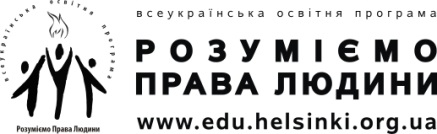 всеукраїнська освітня програма
Розуміємо Права Людини
всеукраїнська освітня програма
РОЗУМІЄМО
ПРАВА ЛЮДИНИ
www.edu.helsinki.org.ua